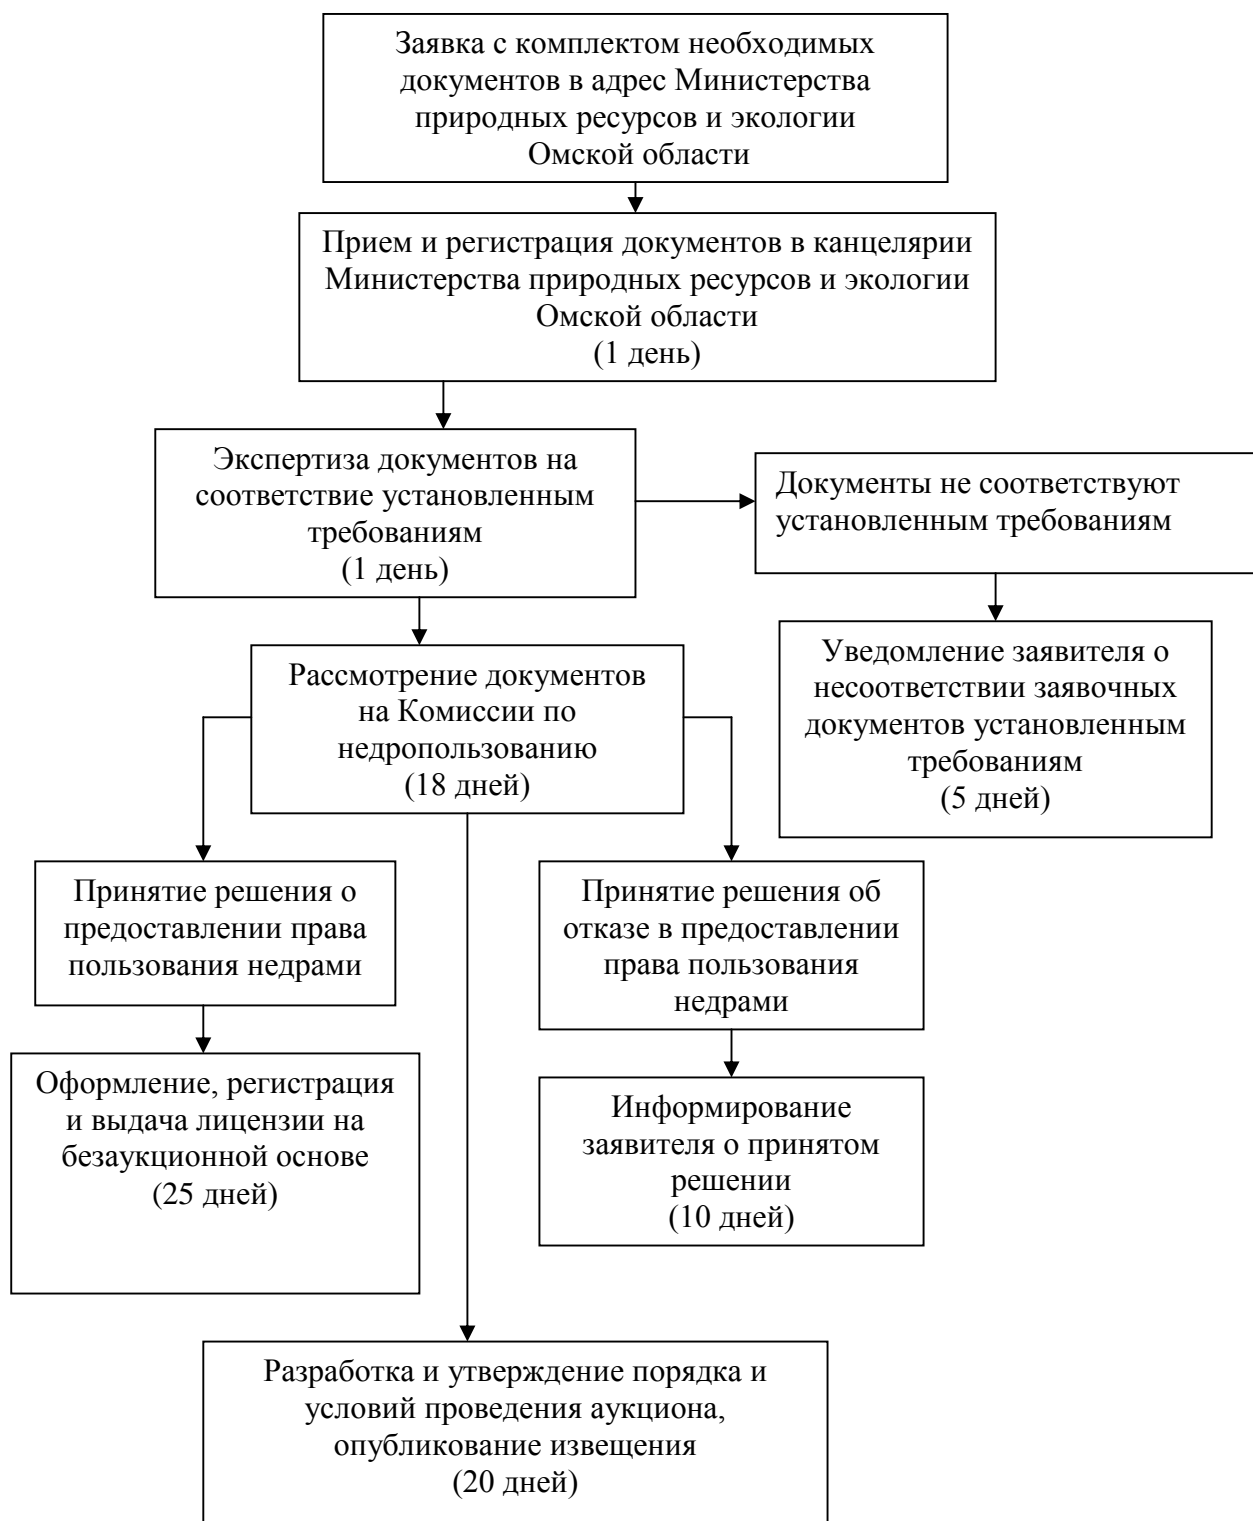 Заявка с комплектом необходимых
документов в адрес Министерства
природных ресурсов и экологии
Омской области
Прием и регистрация документов в канцелярии
Министерства природных ресурсов и экологии
Омской области
(1 день)
Экспертиза документов на
соответствие установленным
требованиям
(1 день)
Документы не соответствуют
установленным требованиям
Уведомление заявителя о
несоответствии заявочных
документов установленным
требованиям
(5 дней)
Рассмотрение документов
на Комиссии по
недропользованию
(18 дней)
Принятие решения о
предоставлении права
пользования недрами
Принятие решения об
отказе в предоставлении
права пользования
недрами
Оформление, регистрация
и выдача лицензии на
безаукционной основе
(25 дней)
Информирование
заявителя о принятом
решении
(10 дней)
Разработка и утверждение порядка и
условий проведения аукциона,
опубликование извещения
(20 дней)